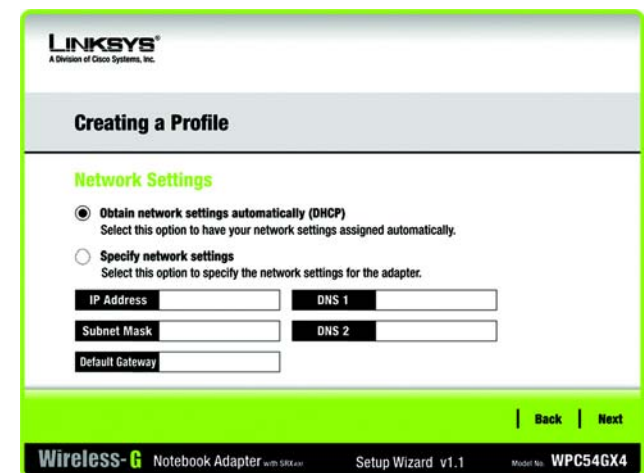 LINKSYS®
A Division of Cisco Systems, Inc.
Creating a Profile
Network Settings
Obtain network settings automatically (DHCP)
Select this option to have your network settings assigned automatically.
Specify network settings
Select this option to specify the network settings for the adapter.
IP Address DNS 1
Subnet Mask DNS 2
Default Gateway
Back Next
Wireless-G Notebook Adapter with Setup Wizard v1.1 Model No. WPC54GX4